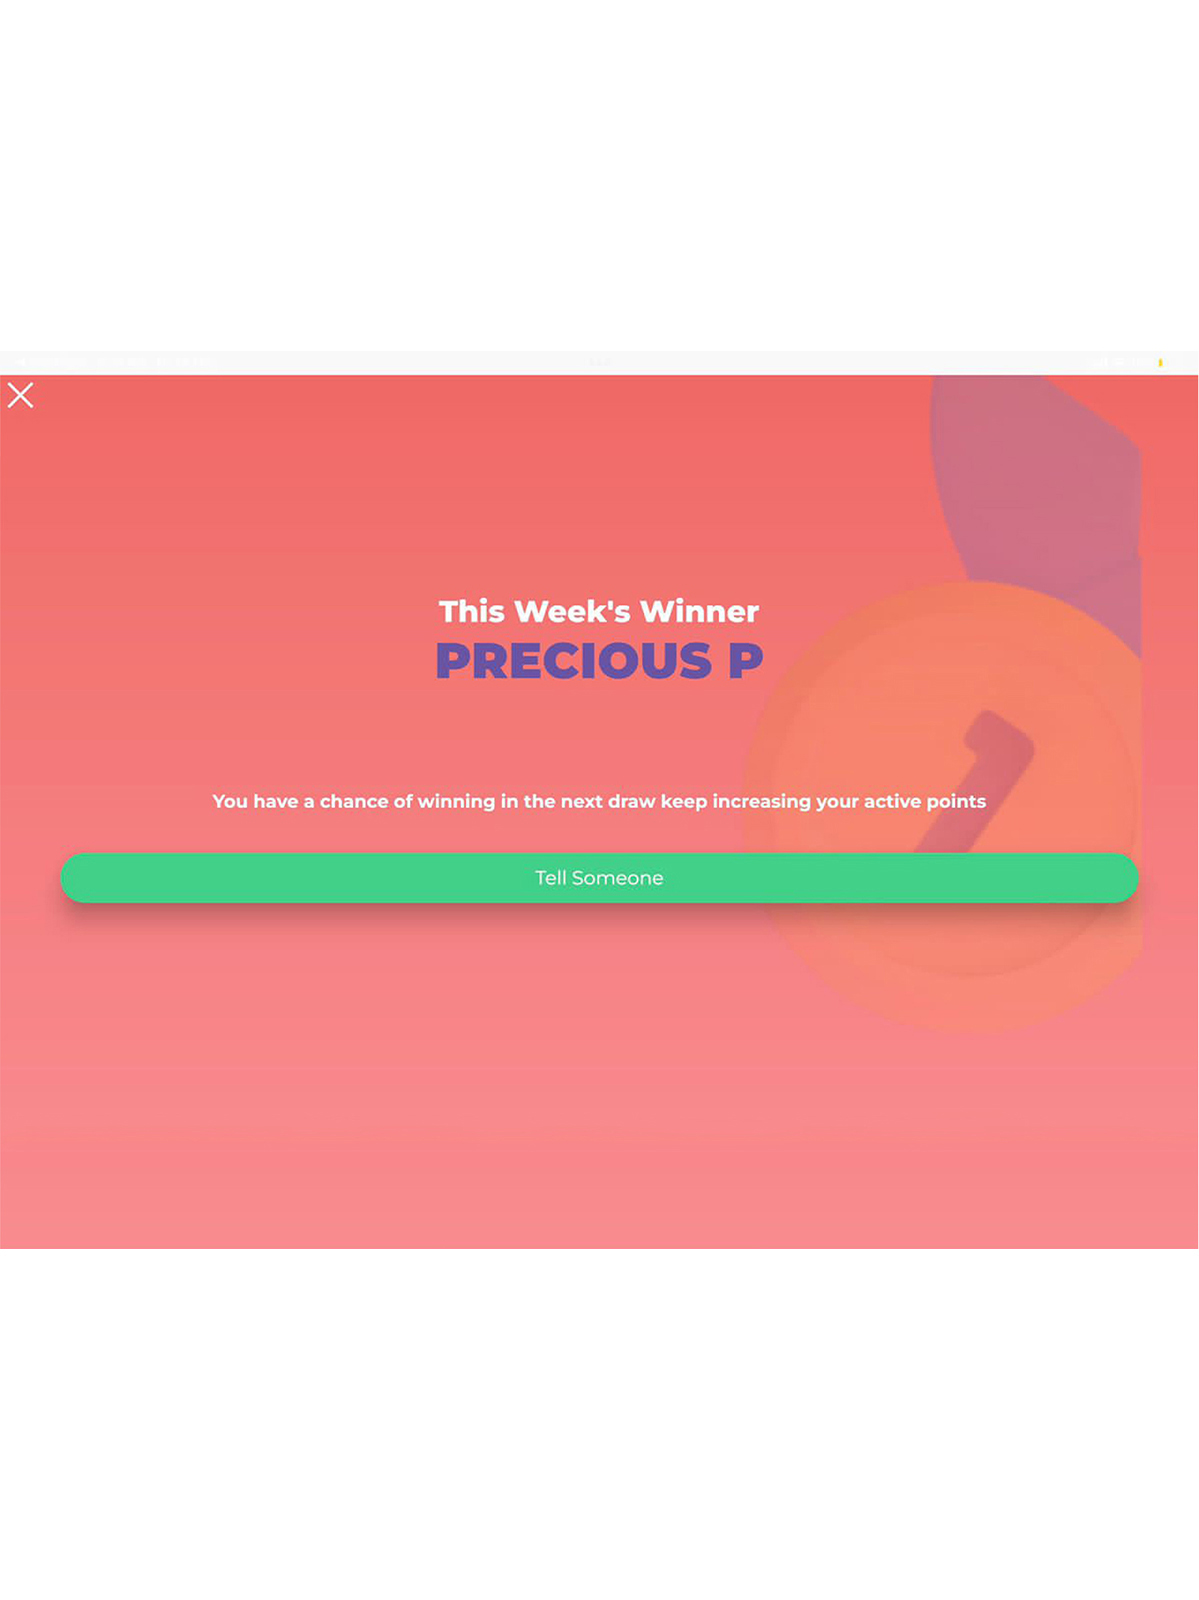 This Week's Winner
PRECIOUS P
You have a chance of winning in the next draw keep increasing your active points
Tell Someone